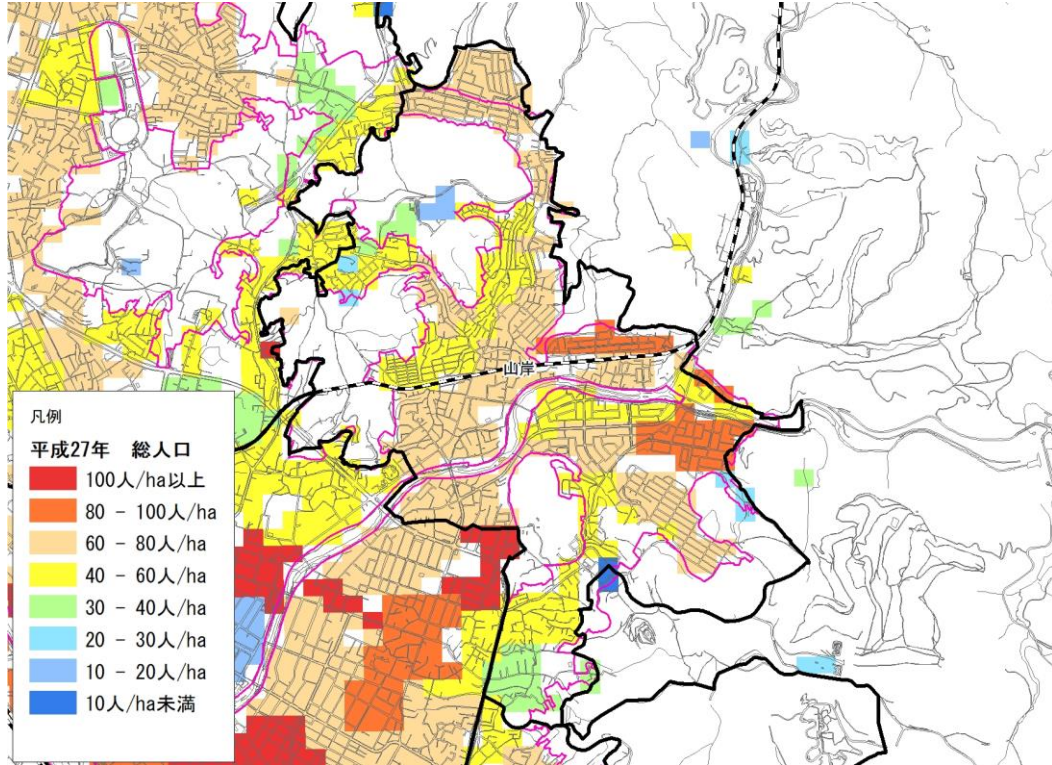 山岸
凡例
平成27年 総人口
100人/ha以上
80 － 100人/ha
60 － 80人/ha
40 － 60人/ha
30 － 40人/ha
20 － 30人/ha
10 － 20人/ha
10人/ha未満